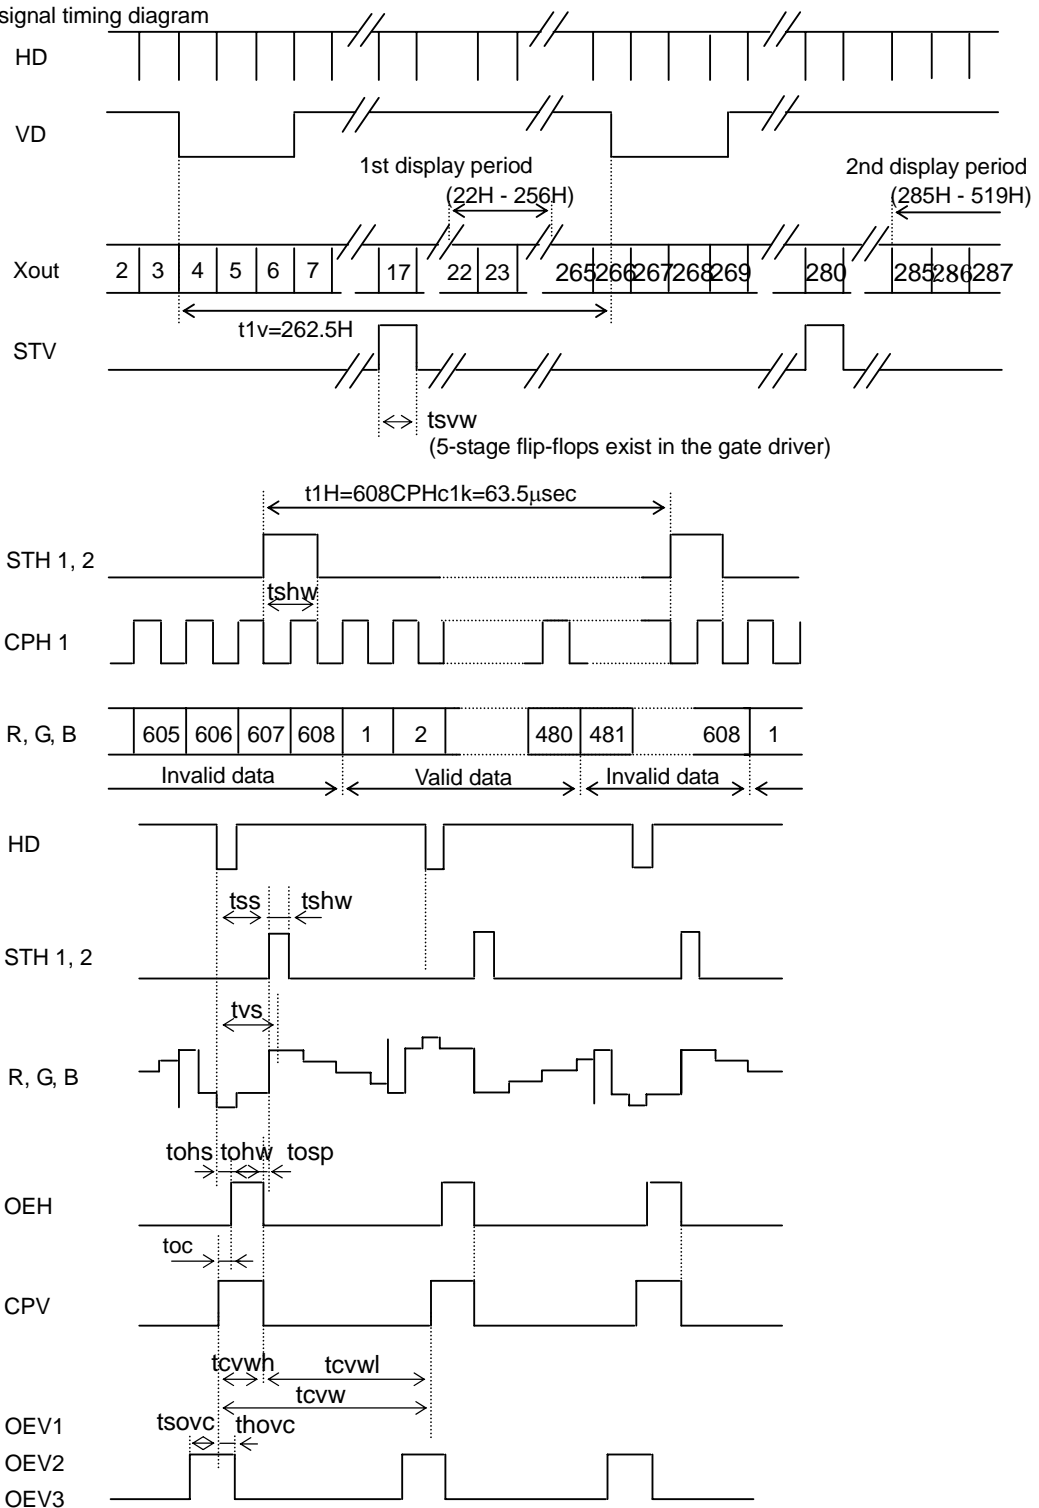 signal timing diagram
HD
VD
1st display period
(22H - 256H)
2nd display period
(285H - 519H)
Xout 2 3 4 5 6 7 17 22 23 265 266 267 268 269 280 285 286 287
t1v=262.5H
STV
tsvw
(5-stage flip-flops exist in the gate driver)
t1H=608CPHc1k=63.5μsec
STH 1, 2
tshw
CPH 1
R, G, B 605 606 607 608 1 2 480 481 608 1
Invalid data Valid data Invalid data
HD
tss tshw
STH 1, 2
tvs
R, G, B
tohs tohw tosp
OEH
toc
CPV
tcvwh tcvwl
tcvw
tsovc thovc
OEV1
OEV2
OEV3